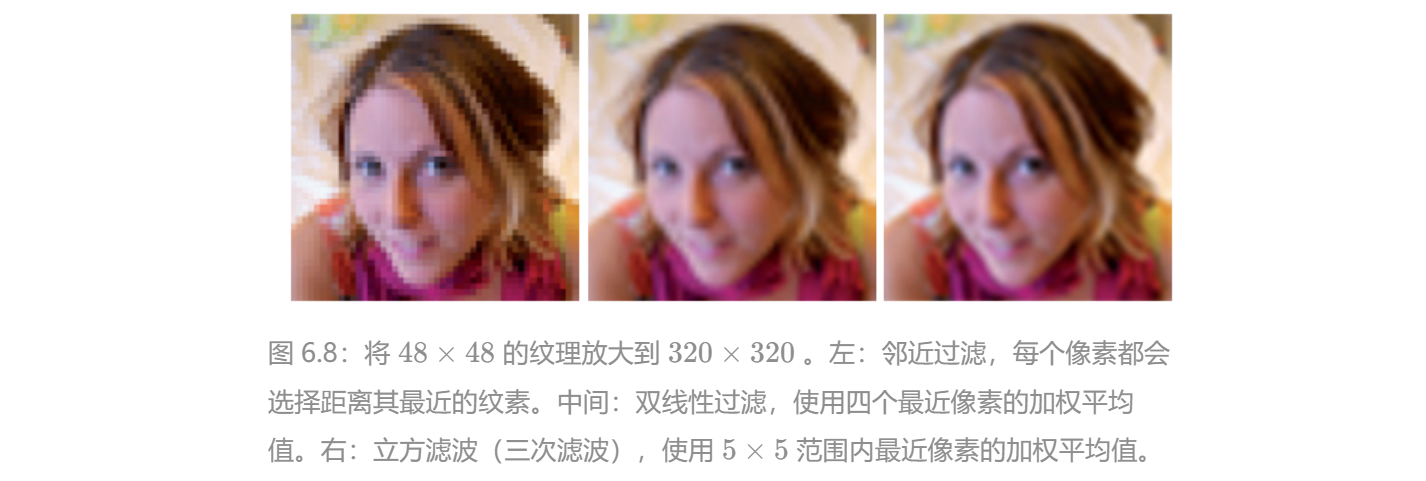 图 6.8：将 48 × 48 的纹理放大到 320 × 320 。左：邻近过滤，每个像素都会
选择距离其最近的纹素。中间：双线性过滤，使用四个最近像素的加权平均
值。右：立方滤波（三次滤波），使用 5 × 5 范围内最近像素的加权平均值。